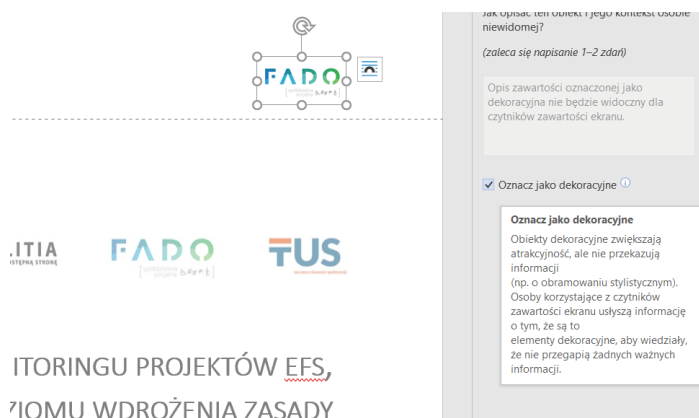 FADO
.ITIA
FADO
TUS
ITORINGU PROJEKTÓW EFS,
ZIOMU WDROŻENIA ZASADY
Jak opisać ten obiekt i jego kontekst osobie
niewidomej?
(zaleca się napisanie 1–2 zdań)
Opis zawartości oznaczonej jako
dekoracyjna nie będzie widoczny dla
czytników zawartości ekranu.
Oznacz jako dekoracyjne
Oznacz jako dekoracyjne
Obiekty dekoracyjne zwiększają
atrakcyjność, ale nie przekazują
informacji
(np. o obramowaniu stylistycznym).
Osoby korzystające z czytników
zawartości ekranu usłyszą informację
o tym, że są to
elementy dekoracyjne, aby wiedziały,
że nie przegapią żadnych ważnych
informacji.